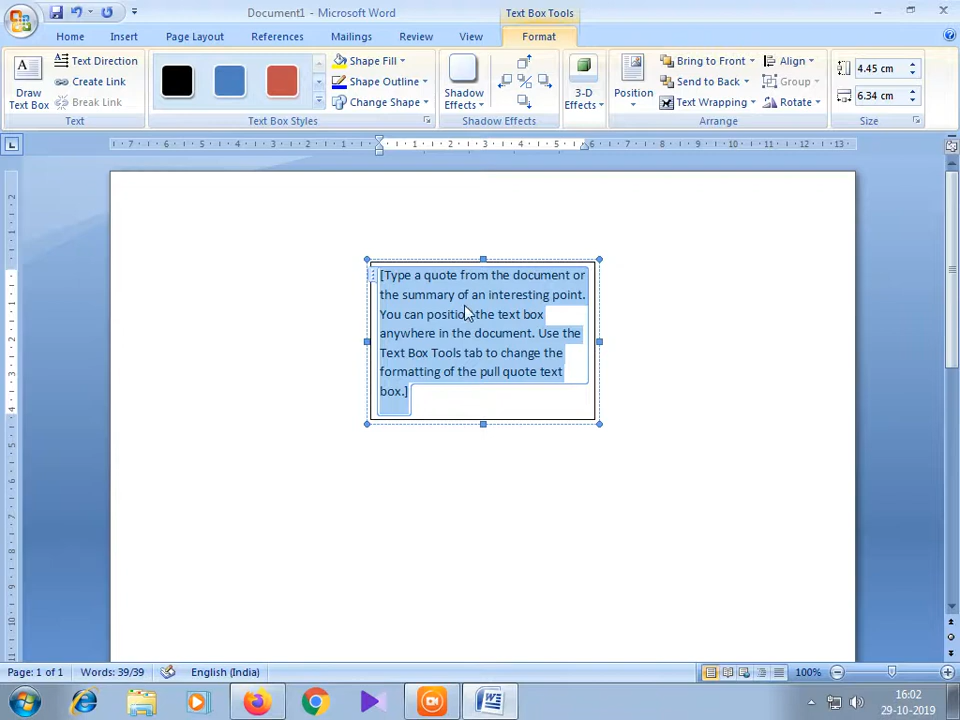 Document1 - Microsoft Word
Text Box Tools
Home
Insert
Page Layout
References
Mailings
Review
View
Format
Draw
Text Box
Text Direction
Create Link
Break Link
Text
Shape Fill
Shape Outline
Change Shape
Text Box Styles
Shadow
Effects
Shadow Effects
3-D
Effects
Position
Bring to Front
Send to Back
Text Wrapping
Align
Group
Rotate
Arrange
4.45 cm
6.34 cm
Size
[Type a quote from the document or
the summary of an interesting point.
You can position the text box
anywhere in the document. Use the
Text Box Tools tab to change the
formatting of the pull quote text
box.]
Page: 1 of 1
Words: 39/39
English (India)
100%
16:02
29-10-2019